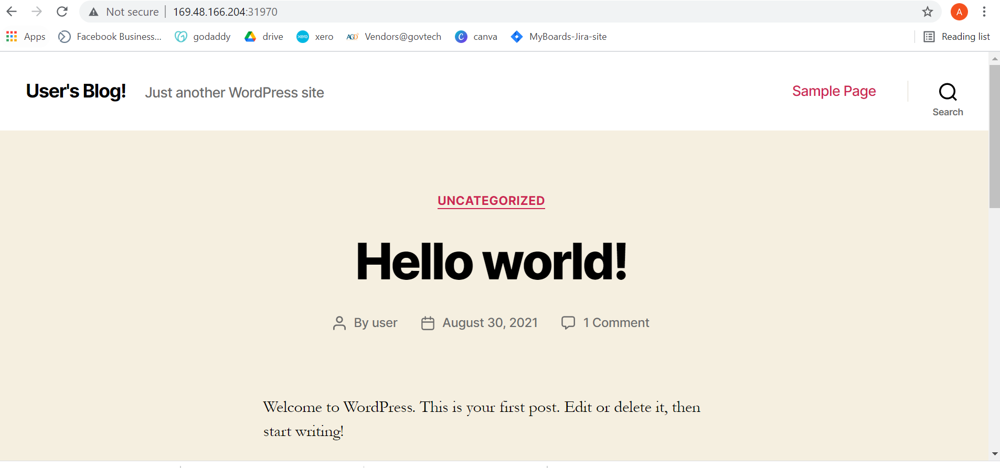 Not secure | 169.48.166.204:31970
A
Apps Facebook Business... godaddy drive xero xero AGD Vendors@govtech canva MyBoards-Jira-site Reading list
User's Blog! Just another WordPress site Sample Page
Search
UNCATEGORIZED
Hello world!
By user August 30, 2021 1 Comment
Welcome to WordPress. This is your first post. Edit or delete it, then
start writing!